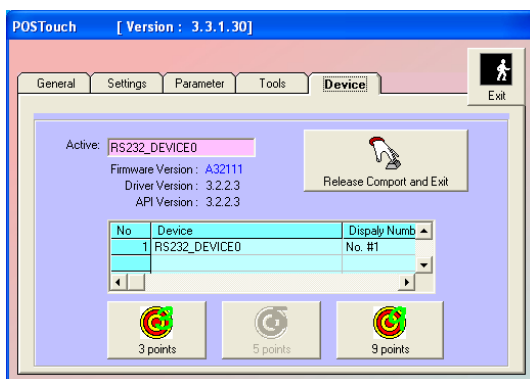 POSTouch [ Version : 3.3.1.30]
General Settings Parameter Tools Device
Exit
Active: RS232_DEVICE0
Firmware Version : A32111
Driver Version : 3.2.2.3
API Version : 3.2.2.3
Release Comport and Exit
No Device Dispaly Numb
1 RS232_DEVICE0 No. #1
3 points 5 points 9 points